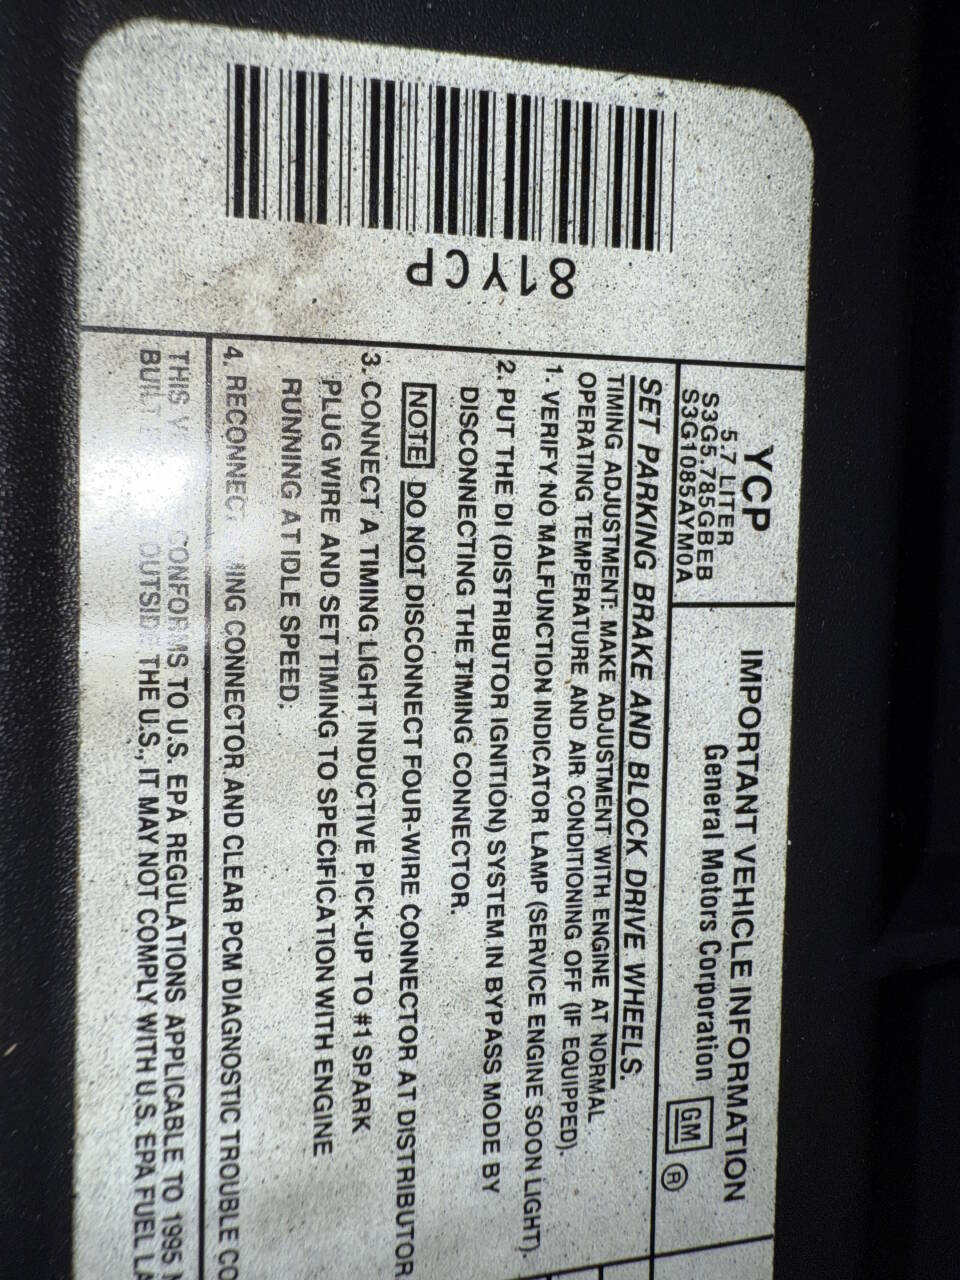 81YCP
YCP
5.7 LITER
S3G5.785GBEB
S3G1085AYM0A
IMPORTANT VEHICLE INFORMATION
General Motors Corporation
GM ®
SET PARKING BRAKE AND BLOCK DRIVE WHEELS.
TIMING ADJUSTMENT: MAKE ADJUSTMENT WITH ENGINE AT NORMAL
OPERATING TEMPERATURE AND AIR CONDITIONING OFF (IF EQUIPPED).
1. VERIFY NO MALFUNCTION INDICATOR LAMP (SERVICE ENGINE SOON LIGHT).
2. PUT THE DI (DISTRIBUTOR IGNITION) SYSTEM IN BYPASS MODE BY
DISCONNECTING THE TIMING CONNECTOR.
NOTE DO NOT DISCONNECT FOUR-WIRE CONNECTOR AT DISTRIBUTOR
3. CONNECT A TIMING LIGHT INDUCTIVE PICK-UP TO #1 SPARK
PLUG WIRE AND SET TIMING TO SPECIFICATION WITH ENGINE
RUNNING AT IDLE SPEED.
4. RECONNECT CONNECTOR AND CLEAR PCM DIAGNOSTIC TROUBLE CO
THIS CONFORMS TO U.S. EPA REGULATIONS APPLICABLE TO 1995
BUILT OUTSIDE THE U.S., IT MAY NOT COMPLY WITH U.S. EPA FUEL LA